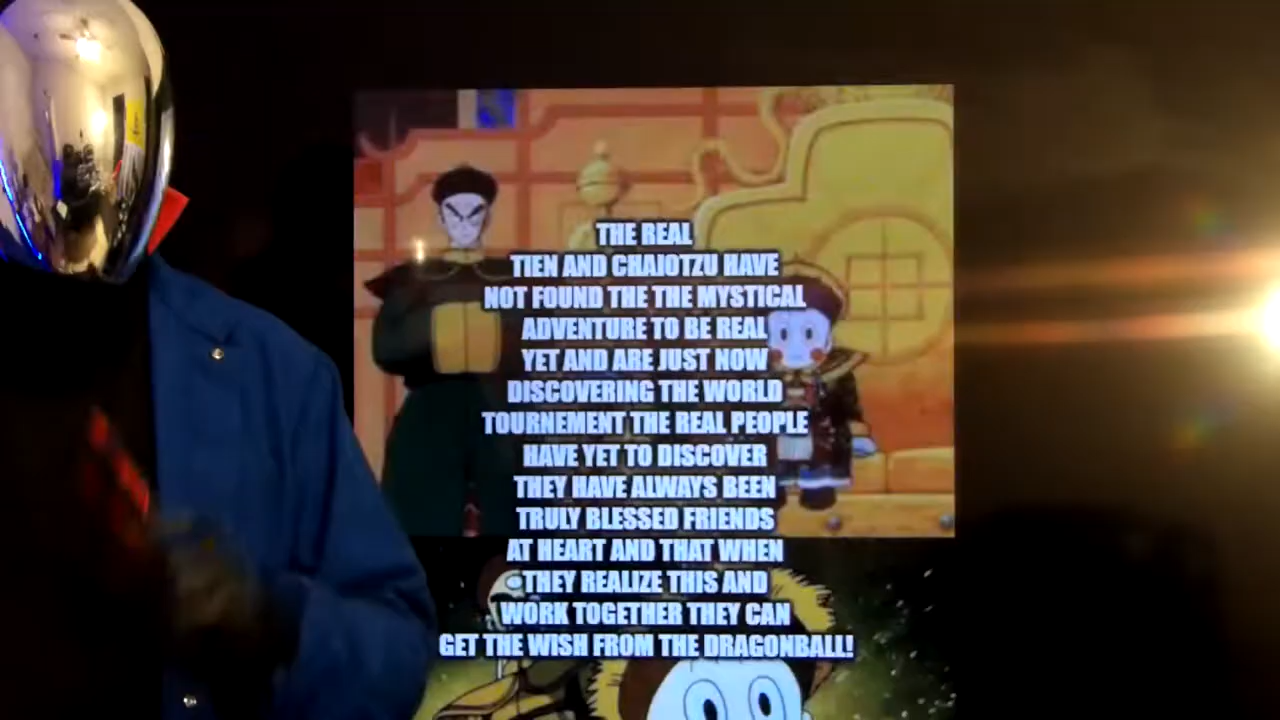 THE REAL
TIEN AND CHAIOTZU HAVE
NOT FOUND THE THE MYSTICAL
ADVENTURE TO BE REAL
YET AND ARE JUST NOW
DISCOVERING THE WORLD
TOURNEMENT THE REAL PEOPLE
HAVE YET TO DISCOVER
THEY HAVE ALWAYS BEEN
TRULY BLESSED FRIENDS
AT HEART AND THAT WHEN
THEY REALIZE THIS AND
WORK TOGETHER THEY CAN
GET THE WISH FROM THE DRAGONBALL!